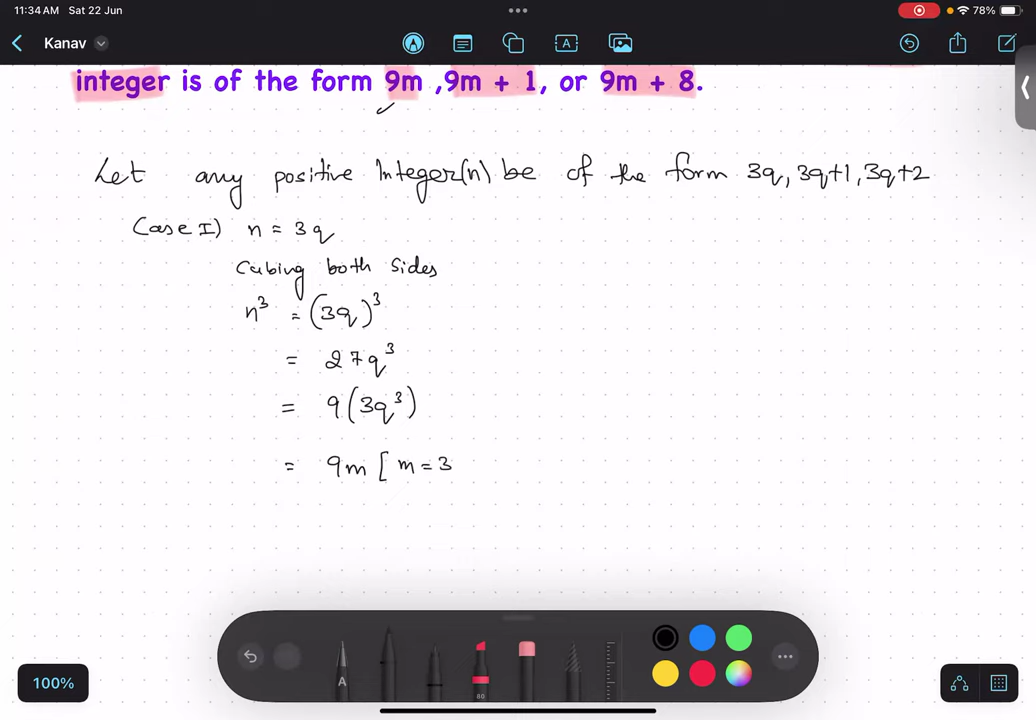 11:34 AM Sat 22 Jun
78%
Kanav
integer is of the form 9m ,9m + 1, or 9m + 8.
Let any positive Integer(n) be of the form 3q, 3q+1, 3q+2
Case I) n = 3q
Cubing both sides
n³ = (3q)³
= 27q³
= 9(3q³)
= 9m [ m = 3
A
80
100%